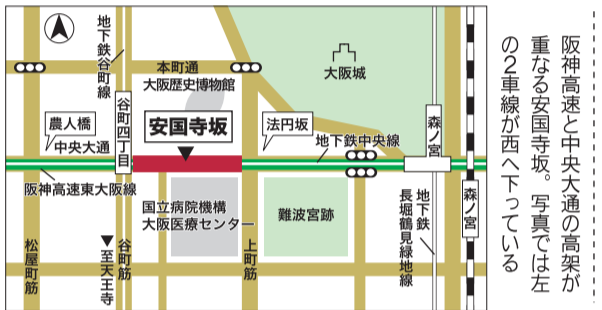 阪神高速と中央大通の高架が
重なる安国寺坂。写真では左
の2車線が西へ下っている
地下鉄谷町線
本町通
大阪歴史博物館
大阪城
農人橋
中央大通
谷町四丁目
安国寺坂
法円坂
地下鉄中央線
森ノ宮
阪神高速東大阪線
国立病院機構
大阪医療センター
難波宮跡
地下鉄
長堀鶴見緑地線
森ノ宮
松屋町筋
▼至天王寺
谷町筋
上町筋